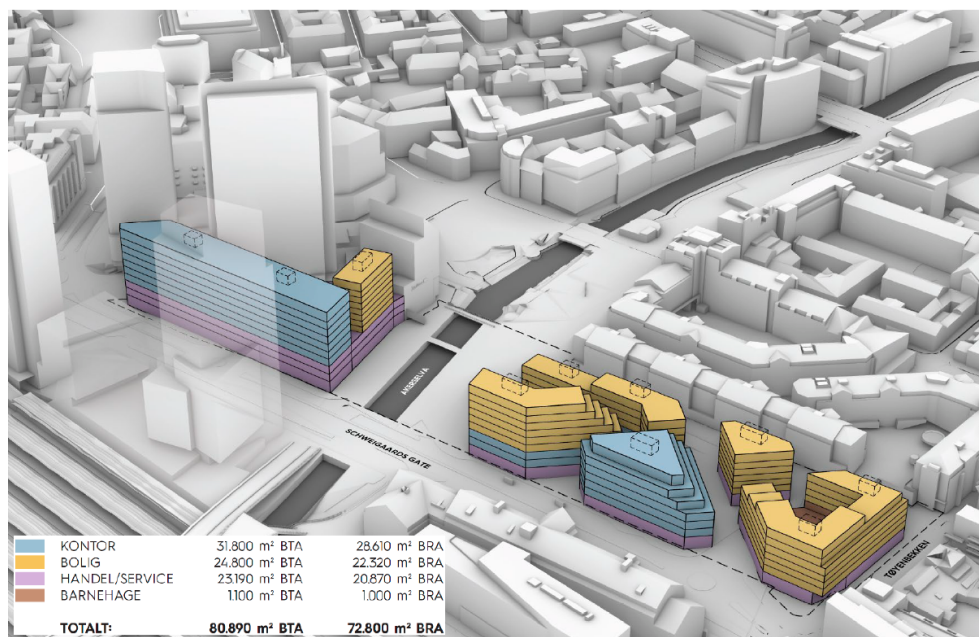 AKERSELVA
SCHWEIGAARDS GATE
TØYENBEKKEN
KONTOR 31.800 m² BTA 28.610 m² BRA
BOLIG 24.800 m² BTA 22.320 m² BRA
HANDEL/SERVICE 23.190 m² BTA 20.870 m² BRA
BARNEHAGE 1.100 m² BTA 1.000 m² BRA
TOTALT: 80.890 m² BTA 72.800 m² BRA